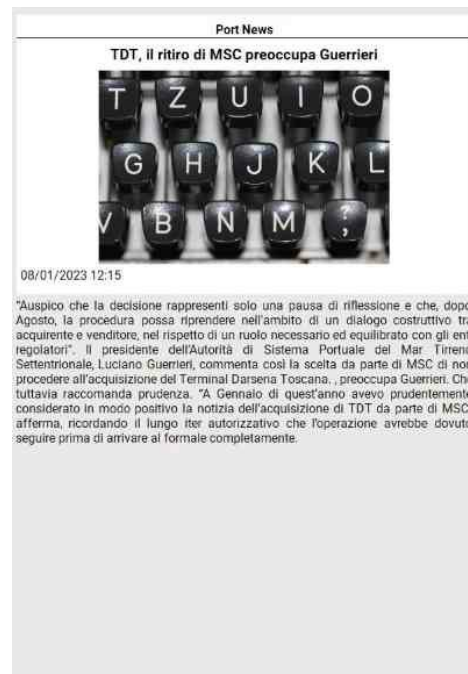 Port News
TDT, il ritiro di MSC preoccupa Guerrieri
T Z U I O
G H J K L
V B N M ? ;
08/01/2023 12:15
"Auspico che la decisione rappresenti solo una pausa di riflessione e che, dopo
Agosto, la procedura possa riprendere nell'ambito di un dialogo costruttivo tra
acquirente e venditore, nel rispetto di un ruolo necessario ed equilibrato con gli ent
regolatori". Il presidente dell'Autorità di Sistema Portuale del Mar Tirreno
Settentrionale, Luciano Guerrieri, commenta così la scelta da parte di MSC di non
procedere all'acquisizione del Terminal Darsena Toscana. , preoccupa Guerrieri. Che
tuttavia raccomanda prudenza. "A Gennaio di quest'anno avevo prudentemente
considerato in modo positivo la notizia dell'acquisizione di TDT da parte di MSC
afferma, ricordando il lungo iter autorizzativo che l'operazione avrebbe dovuto
seguire prima di arrivare al formale completamente.